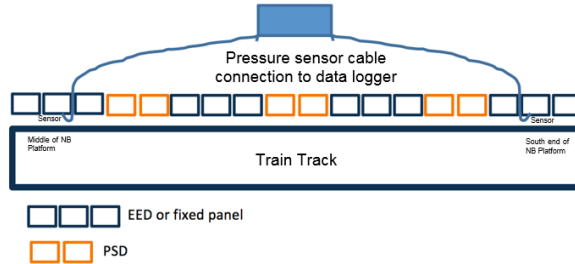 Pressure sensor cable
connection to data logger
Sensor
Sensor
Middle of NB
Platform
South end of
NB Platform
Train Track
EED or fixed panel
PSD